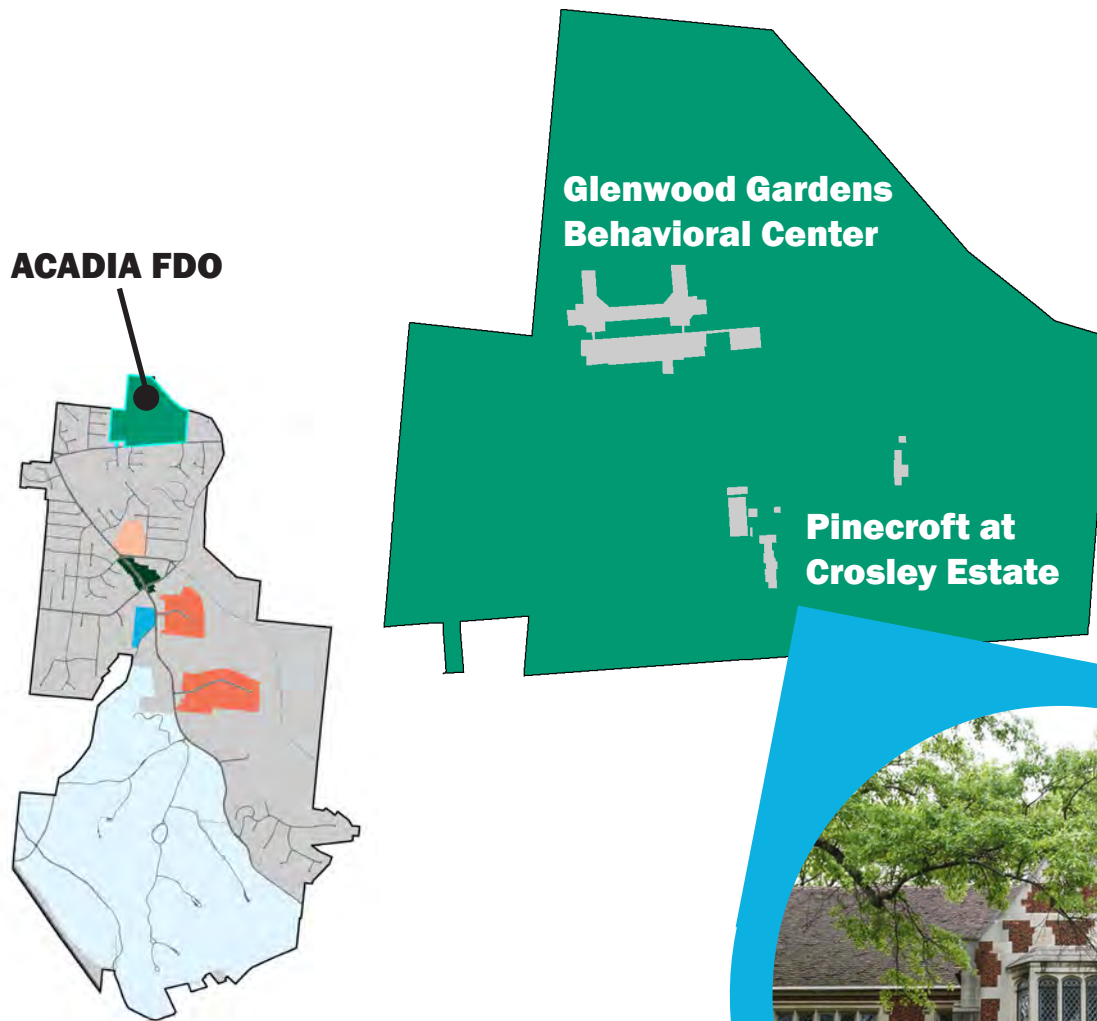 Glenwood Gardens
Behavioral Center
ACADIA FDO
Pinecroft at
Crosley Estate